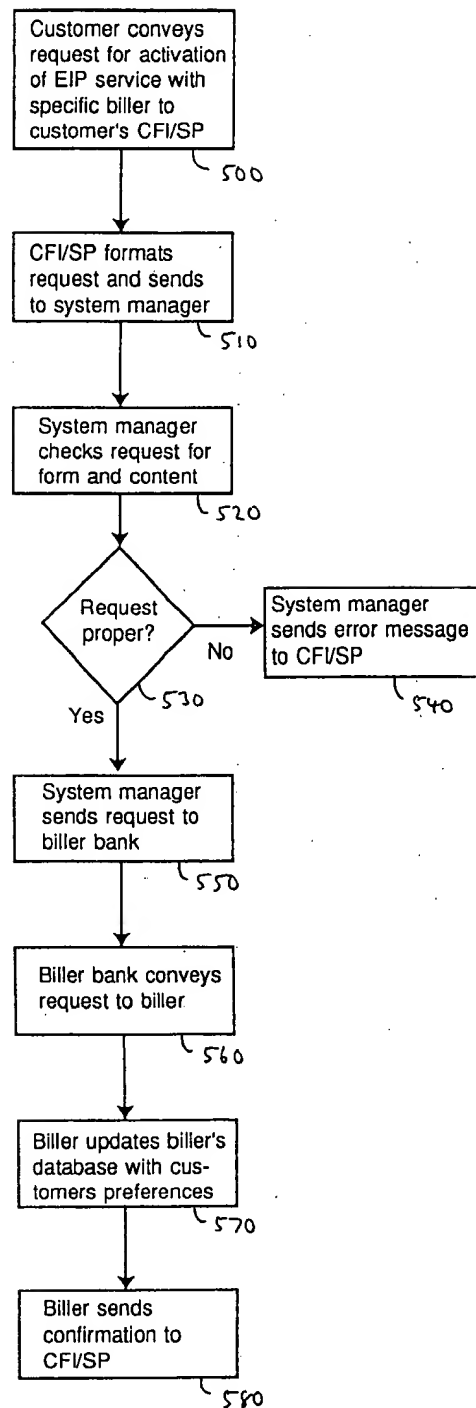 Customer conveys
request for activation
of EIP service with
specific biller to
customer's CFI/SP
500
CFI/SP formats
request and sends
to system manager
510
System manager
checks request for
form and content
520
Request
proper?
530
No
System manager
sends error message
to CFI/SP
540
Yes
System manager
sends request to
biller bank
550
Biller bank conveys
request to biller
560
Biller updates biller's
database with cus-
tomers preferences
570
Biller sends
confirmation to
CFI/SP
580